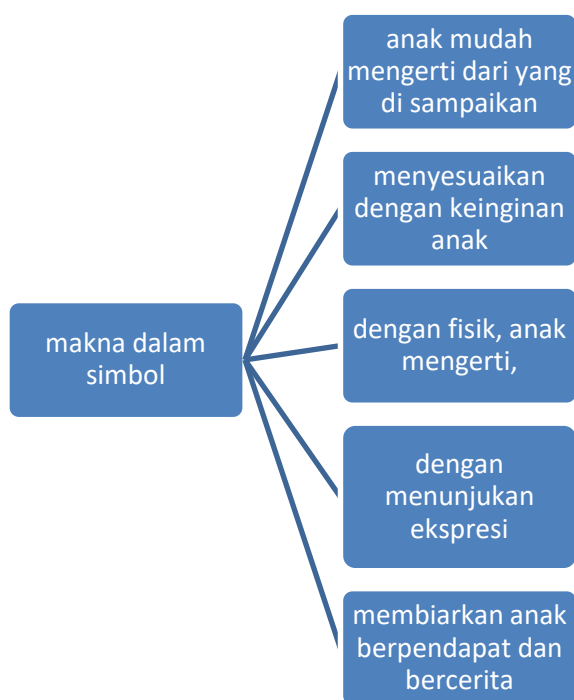 anak mudah
mengerti dari yang
di sampaikan
menyesuaikan
dengan keinginan
anak
makna dalam
simbol
dengan fisik, anak
mengerti,
dengan
menunjukan
ekspresi
membiarkan anak
berpendapat dan
bercerita